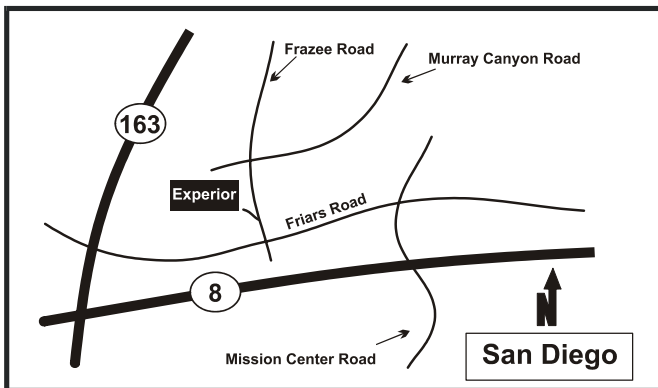 Frazee Road
Murray Canyon Road
163
Experior
Friars Road
8
N
Mission Center Road
San Diego